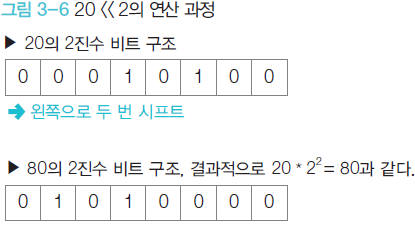 그림 3-6 20 << 2의 연산 과정
▶ 20의 2진수 비트 구조
0 0 0 1 0 1 0 0
➔ 왼쪽으로 두 번 시프트
▶ 80의 2진수 비트 구조, 결과적으로 20 * 2² = 80과 같다.
0 1 0 1 0 0 0 0